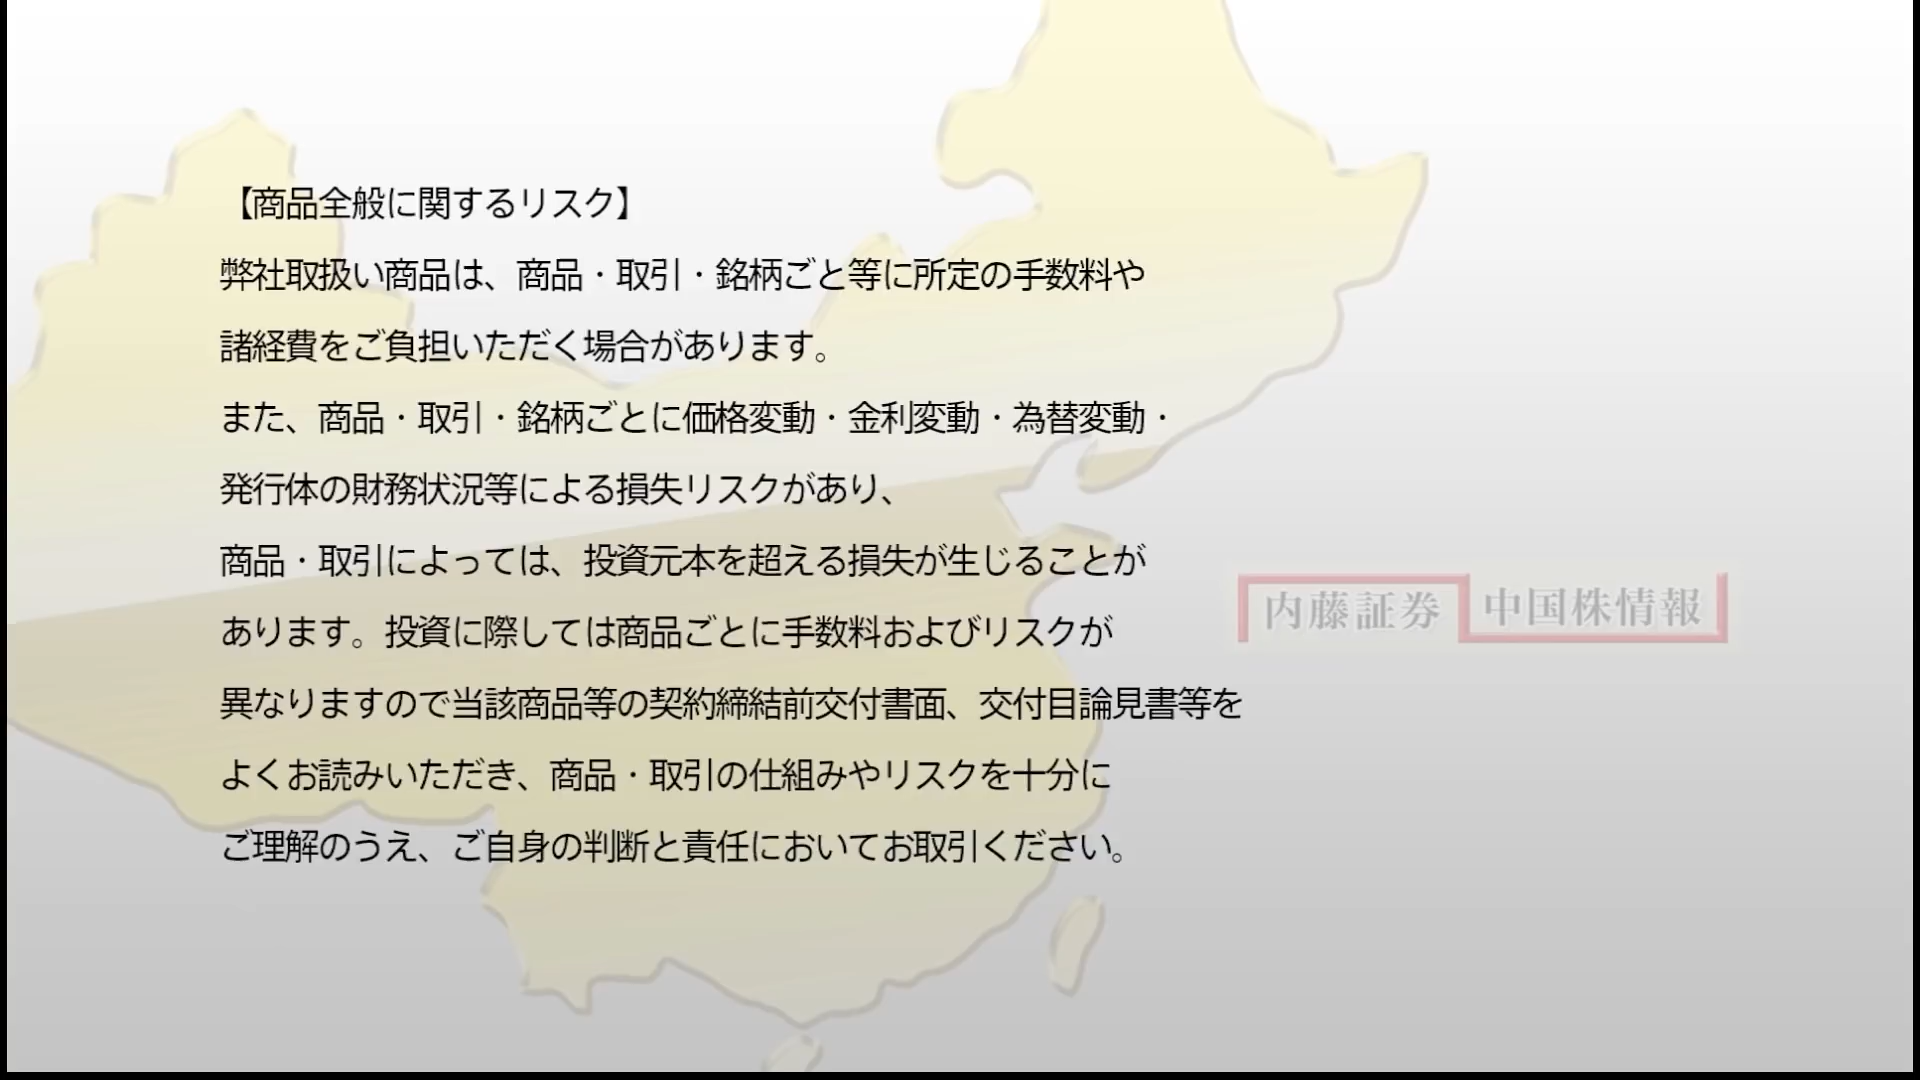 【商品全般に関するリスク】
弊社取扱い商品は、商品・取引・銘柄ごと等に所定の手数料や
諸経費をご負担いただく場合があります。
また、商品・取引・銘柄ごとに価格変動・金利変動・為替変動・
発行体の財務状況等による損失リスクがあり、
商品・取引によっては、投資元本を超える損失が生じることが
あります。投資に際しては商品ごとに手数料およびリスクが
異なりますので当該商品等の契約締結前交付書面、交付目論見書等を
よくお読みいただき、商品・取引の仕組みやリスクを十分に
ご理解のうえ、ご自身の判断と責任においてお取引ください。
内藤証券 中国株情報